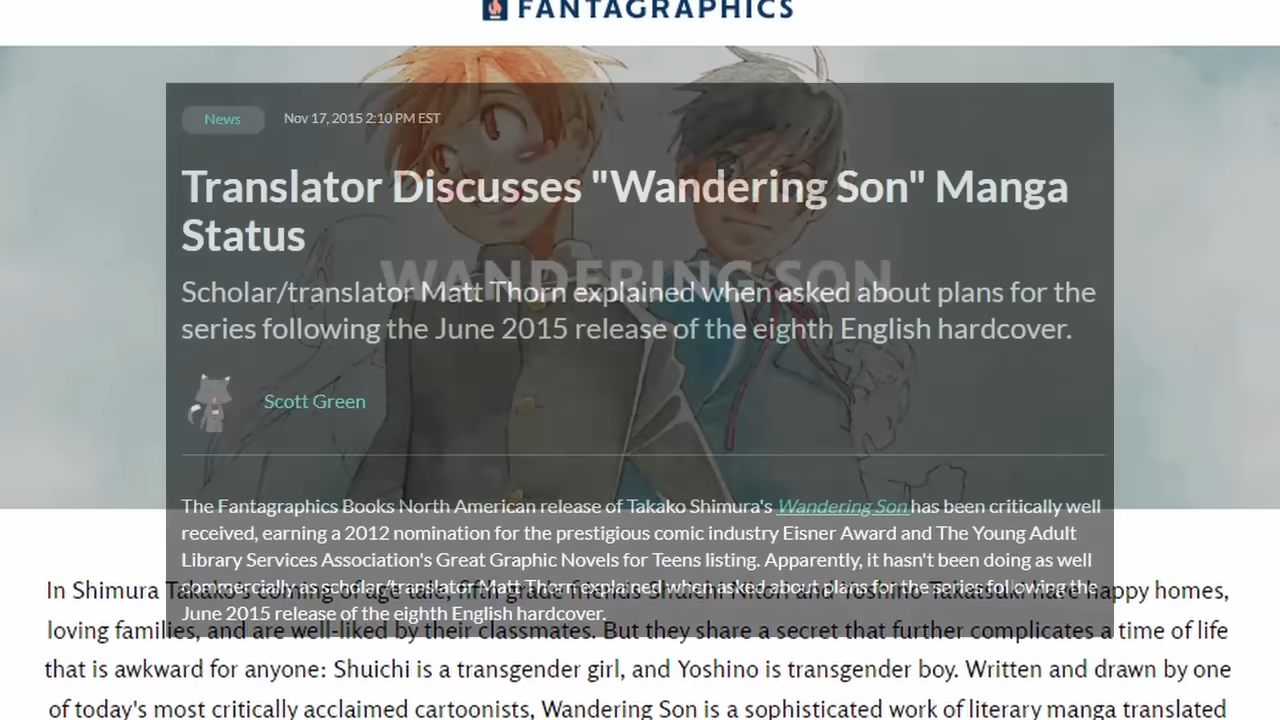 FANTAGRAPHICS
News Nov 17, 2015 2:10 PM EST
Translator Discusses "Wandering Son" Manga
Status
WANDERING SON
Scholar/translator Matt Thorn explained when asked about plans for the
series following the June 2015 release of the eighth English hardcover.
Scott Green
The Fantagraphics Books North American release of Takako Shimura's Wandering Son has been critically well
received, earning a 2012 nomination for the prestigious comic industry Eisner Award and The Young Adult
Library Services Association's Great Graphic Novels for Teens listing. Apparently, it hasn't been doing as well
commercially as scholar/translator Matt Thorn explained when asked about plans for the series following the
June 2015 release of the eighth English hardcover.
In Shimura Takako's coming of age tale, fifth grade friends Shuichi Nitori and Yoshino Takatsuki have happy homes,
loving families, and are well-liked by their classmates. But they share a secret that further complicates a time of life
that is awkward for anyone: Shuichi is a transgender girl, and Yoshino is transgender boy. Written and drawn by one
of today's most critically acclaimed cartoonists, Wandering Son is a sophisticated work of literary manga translated